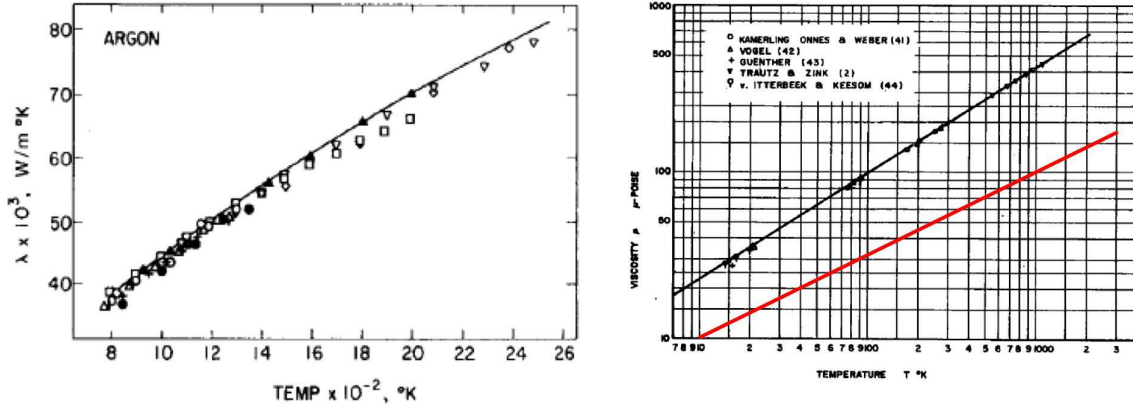 80
70
60
50
40
ARGON
λ x 10³, W/m °K
8 10 12 14 16 18 20 22 24 26
TEMP x 10⁻², °K
1000
500
100
50
10
○ KAMERLING ONNES & WEBER (41)
▲ VOGEL (42)
+ GUENTHER (43)
▼ TRAUTZ & ZINK (2)
v. ITTERBEEK & KEESOM (44)
VISCOSITY μ μ-POISE
7 8 9 10 2 3 4 5 6 7 8 9 100 2 3 4 5 6 7 8 9 1000 2 3
TEMPERATURE T °K